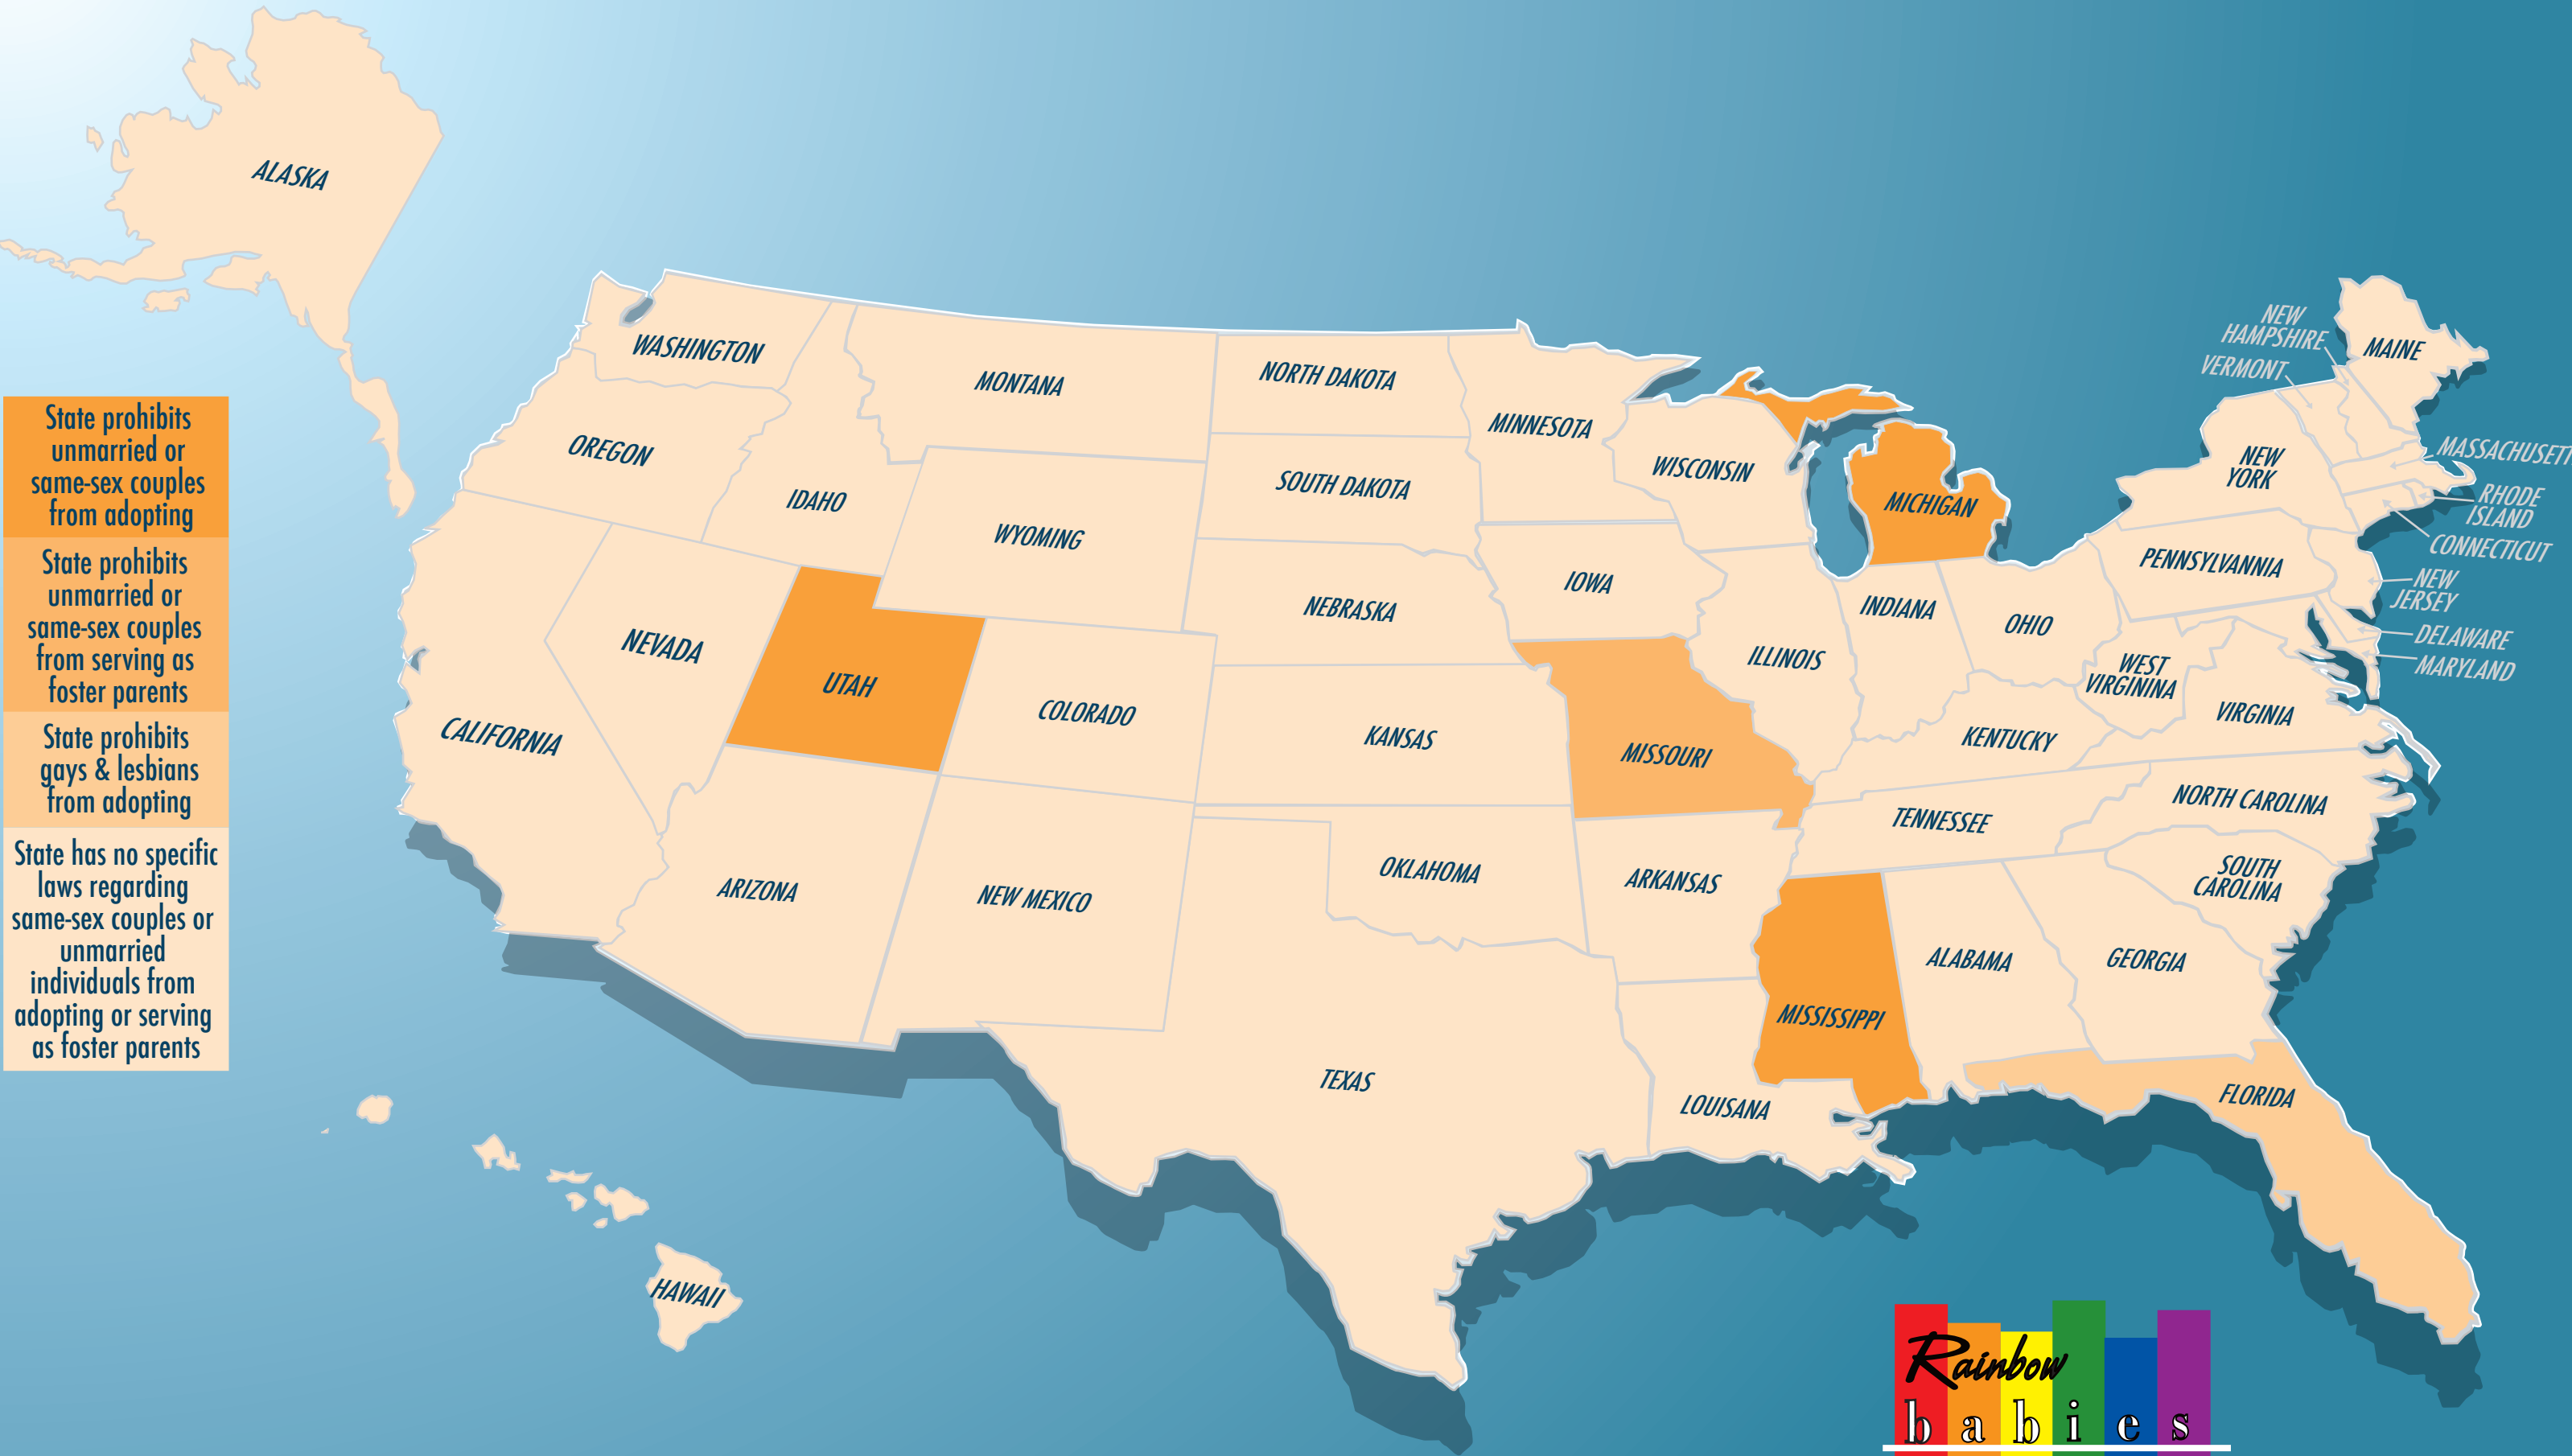 ALASKA
WASHINGTON
OREGON
IDAHO
MONTANA
WYOMING
NEVADA
UTAH
CALIFORNIA
COLORADO
ARIZONA
NEW MEXICO
NORTH DAKOTA
SOUTH DAKOTA
NEBRASKA
KANSAS
OKLAHOMA
TEXAS
MINNESOTA
IOWA
MISSOURI
ARKANSAS
LOUISANA
WISCONSIN
ILLINOIS
MICHIGAN
INDIANA
OHIO
KENTUCKY
TENNESSEE
MISSISSIPPI
ALABAMA
GEORGIA
FLORIDA
SOUTH
CAROLINA
NORTH CAROLINA
VIRGINIA
WEST
VIRGININA
PENNSYLVANNIA
NEW
YORK
NEW
HAMPSHIRE
VERMONT
MAINE
MASSACHUSETT
RHODE
ISLAND
CONNECTICUT
NEW
JERSEY
DELAWARE
MARYLAND
HAWAII
State prohibits
unmarried or
same-sex couples
from adopting
State prohibits
unmarried or
same-sex couples
from serving as
foster parents
State prohibits
gays & lesbians
from adopting
State has no specific
laws regarding
same-sex couples or
unmarried
individuals from
adopting or serving
as foster parents
Rainbow
babies